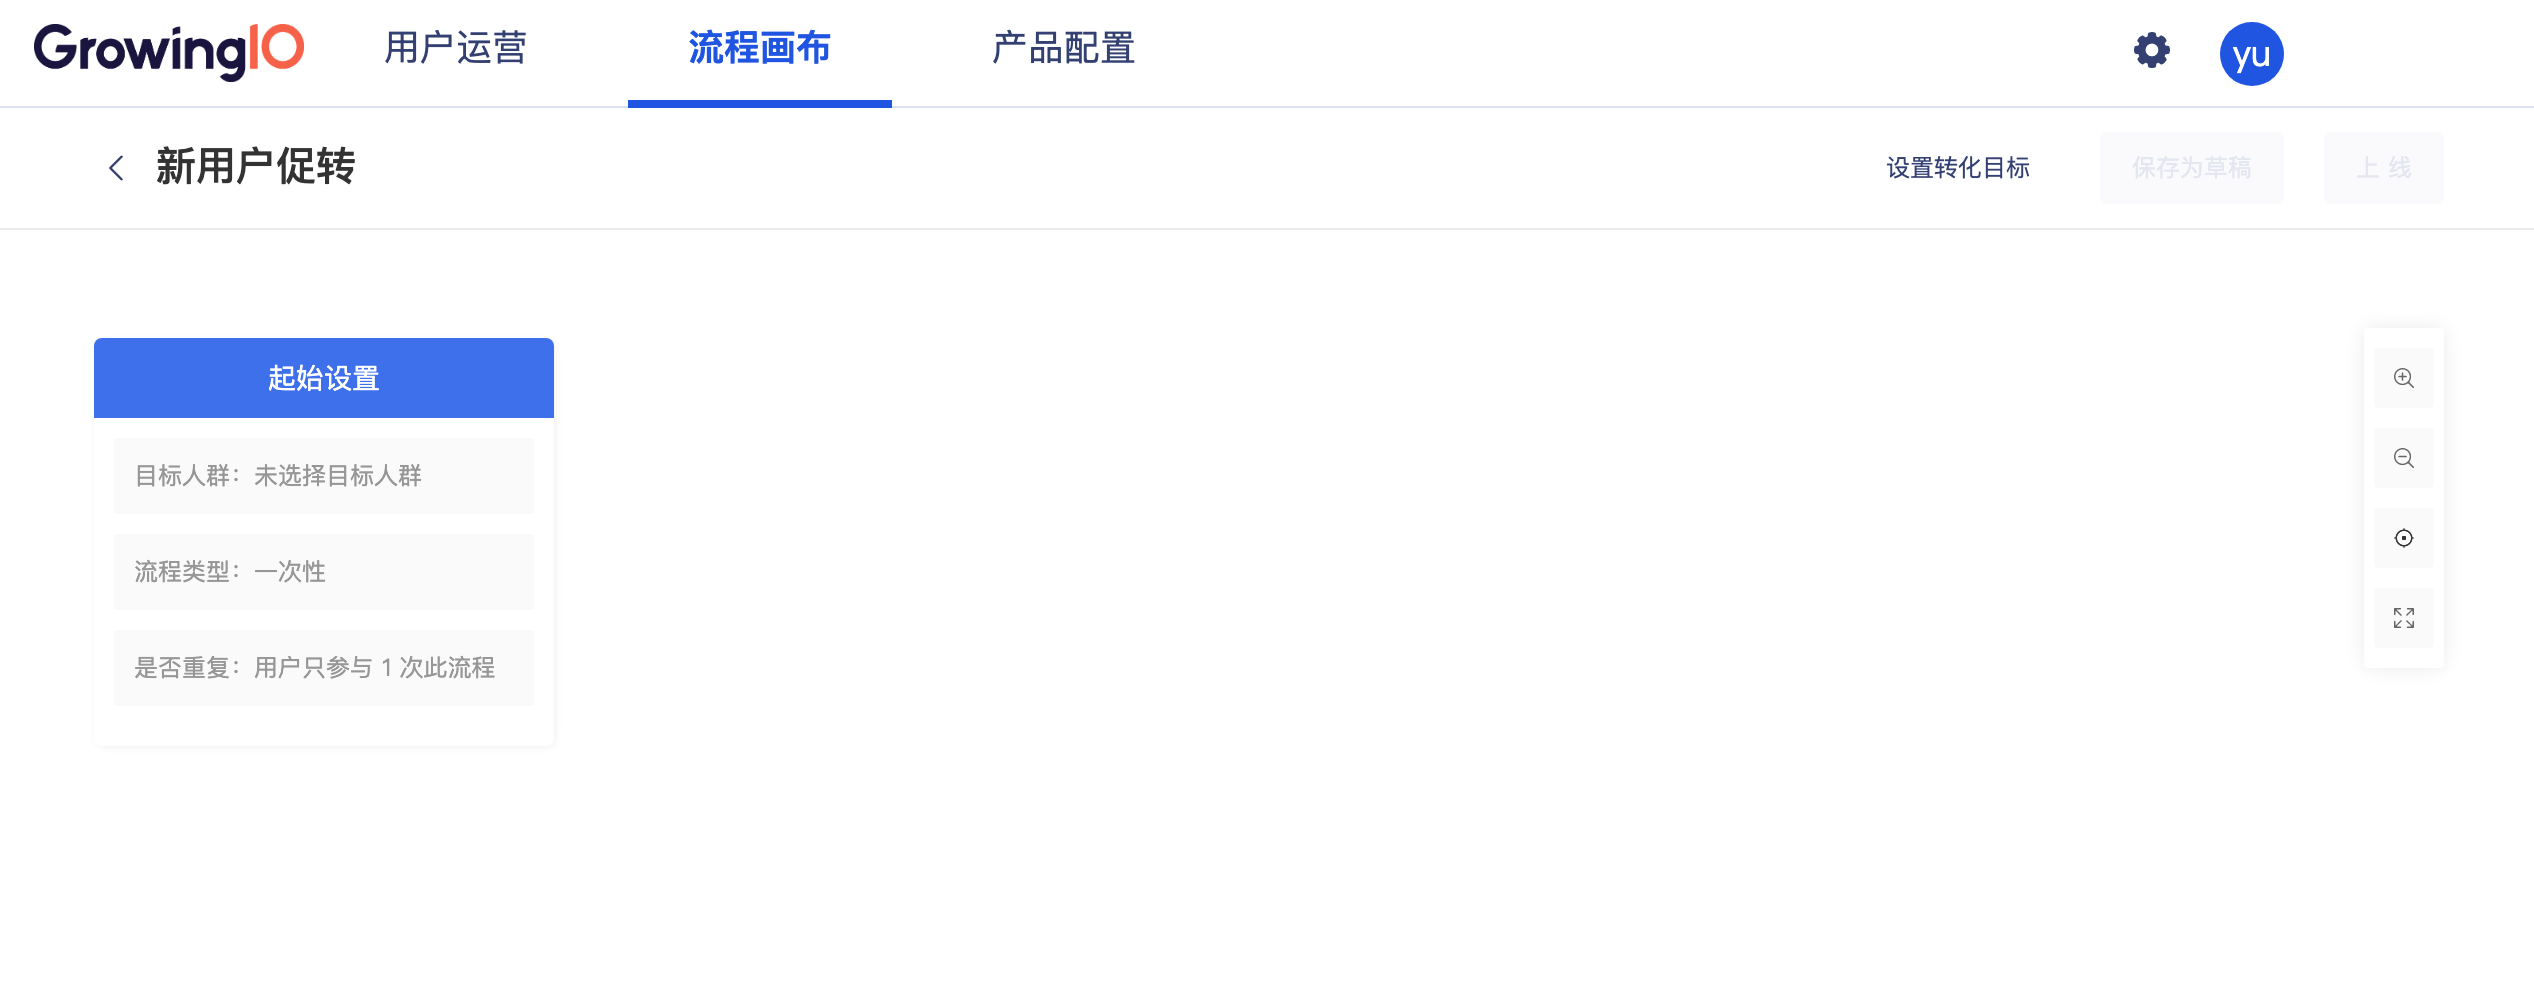 GrowingIO 用户运营 流程画布 产品配置 yu
新用户促转 设置转化目标 保存为草稿 上 线
起始设置
目标人群：未选择目标人群
流程类型：一次性
是否重复：用户只参与 1 次此流程